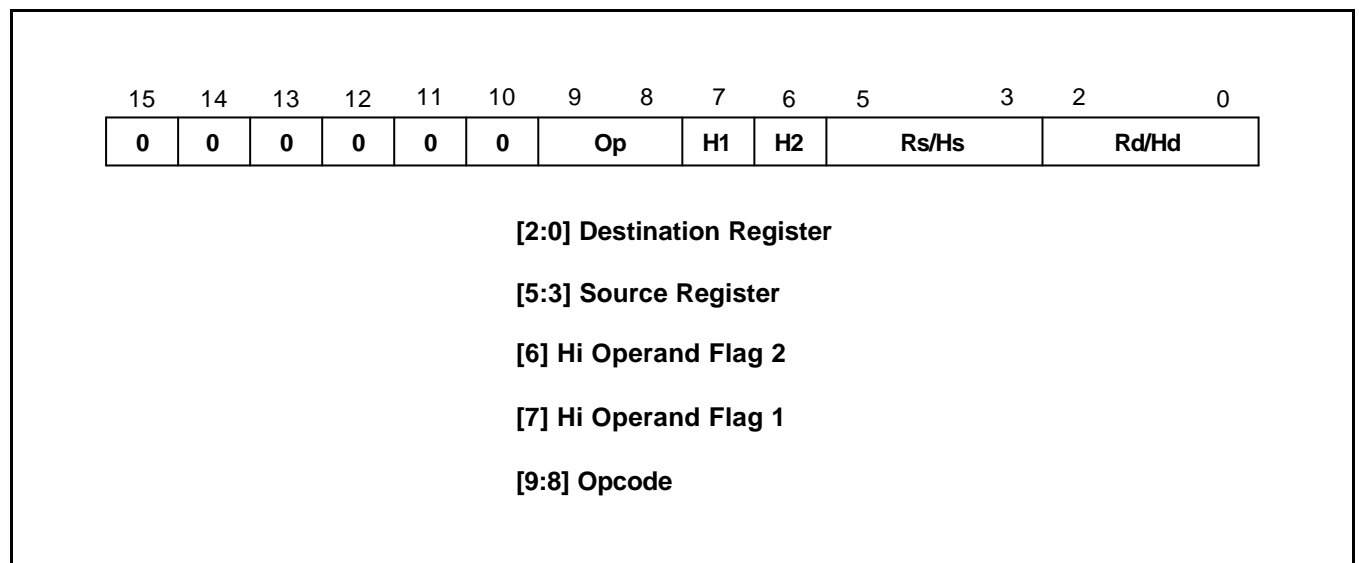 15 14 13 12 11 10 9 8 7 6 5 3 2 0
0 0 0 0 0 0 Op H1 H2 Rs/Hs Rd/Hd
[2:0] Destination Register
[5:3] Source Register
[6] Hi Operand Flag 2
[7] Hi Operand Flag 1
[9:8] Opcode